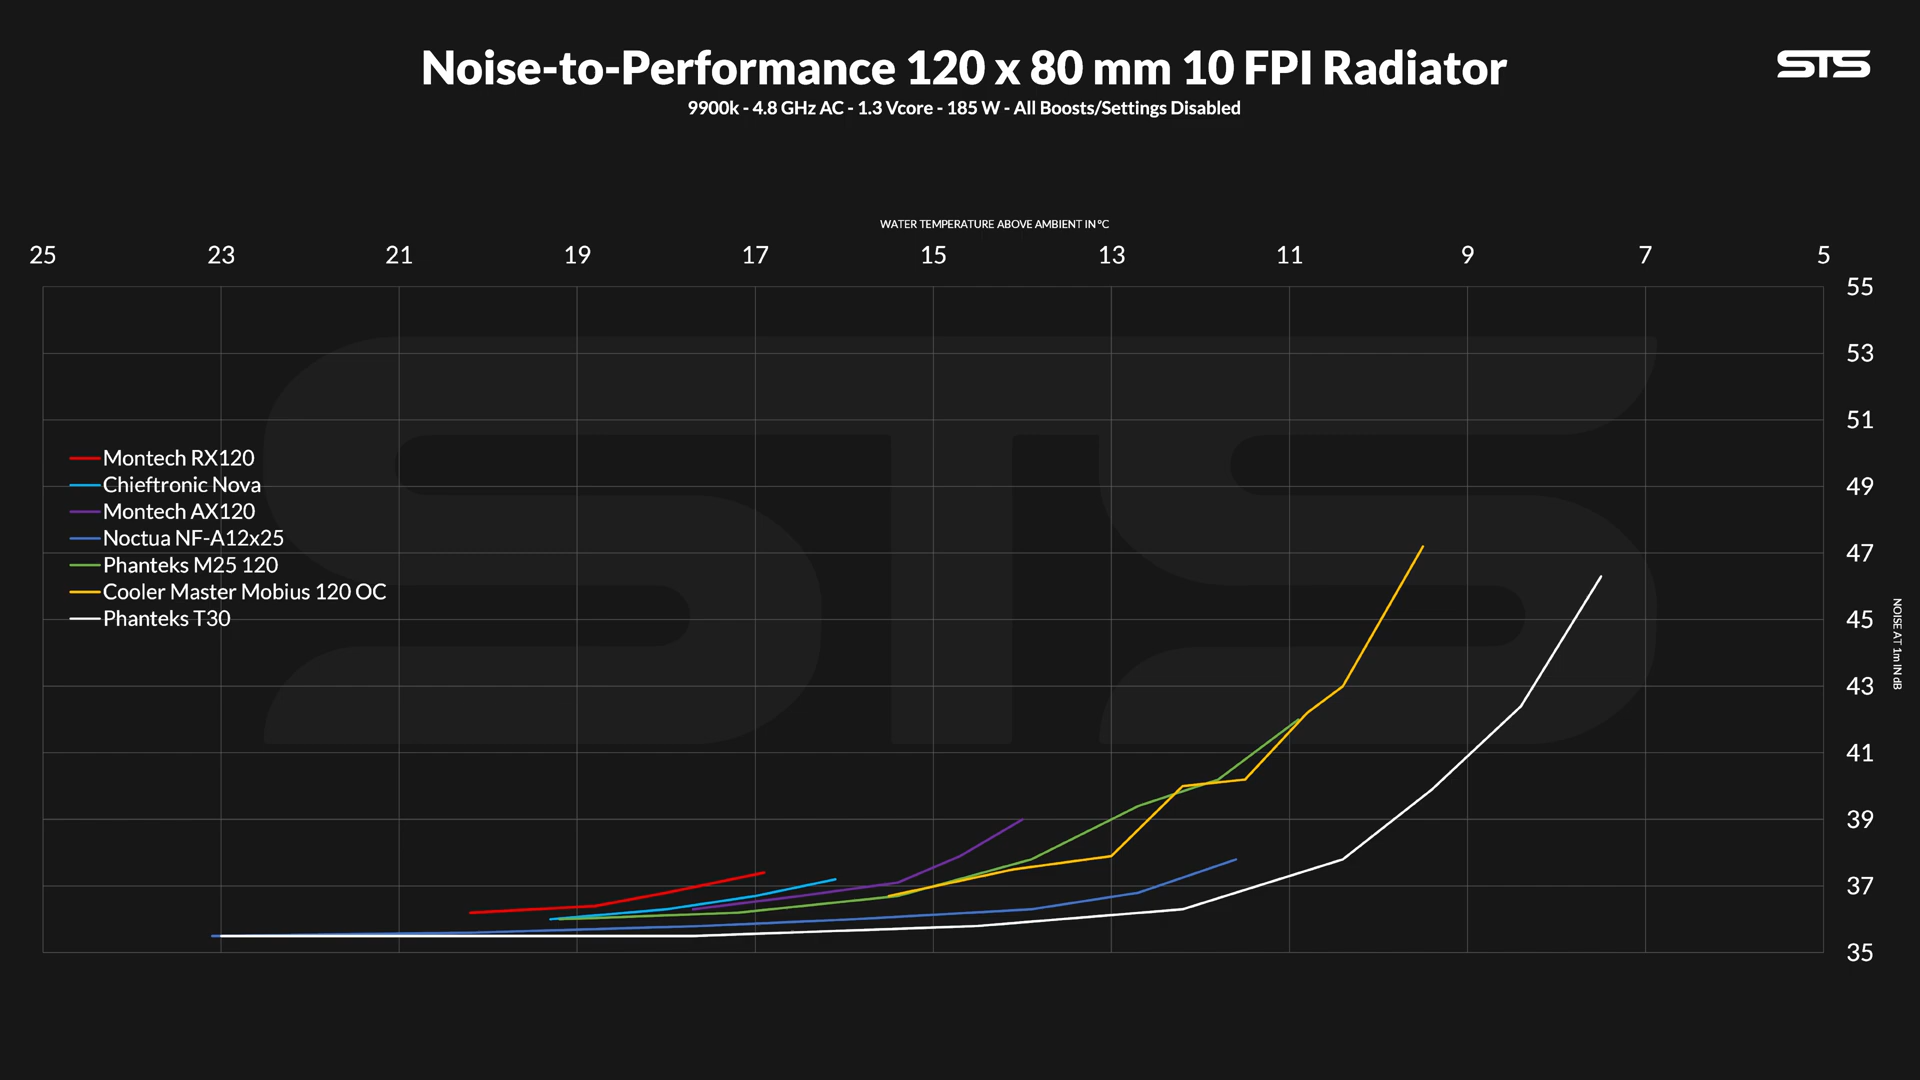 Noise-to-Performance 120 x 80 mm 10 FPI Radiator
STS
9900k - 4.8 GHz AC - 1.3 Vcore - 185 W - All Boosts/Settings Disabled
WATER TEMPERATURE ABOVE AMBIENT IN °C
25 23 21 19 17 15 13 11 9 7 5
55
53
51
49
47
45
43
41
39
37
35
NOISE AT 1m IN dB
Montech RX120
Chieftronic Nova
Montech AX120
Noctua NF-A12x25
Phanteks M25 120
Cooler Master Mobius 120 OC
Phanteks T30
STS